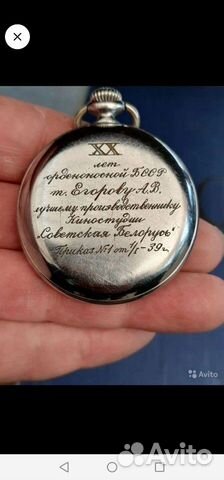 XX
лет
орденоносной БССР
т. Егорову А.В.
лучшему производственнику
Киностудии
"Советская Белорусь"
Приказ №1 от 1/I-39г.
Avito
Avito